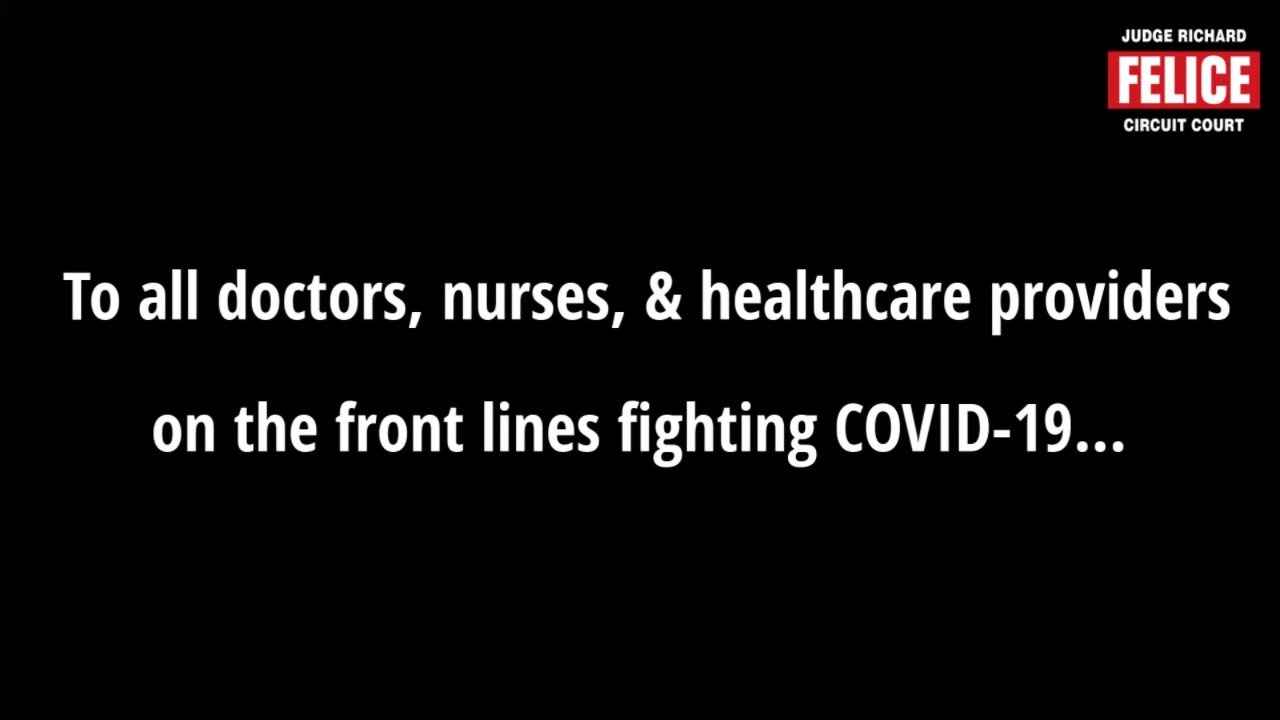 JUDGE RICHARD
FELICE
CIRCUIT COURT
To all doctors, nurses, & healthcare providers
on the front lines fighting COVID-19...